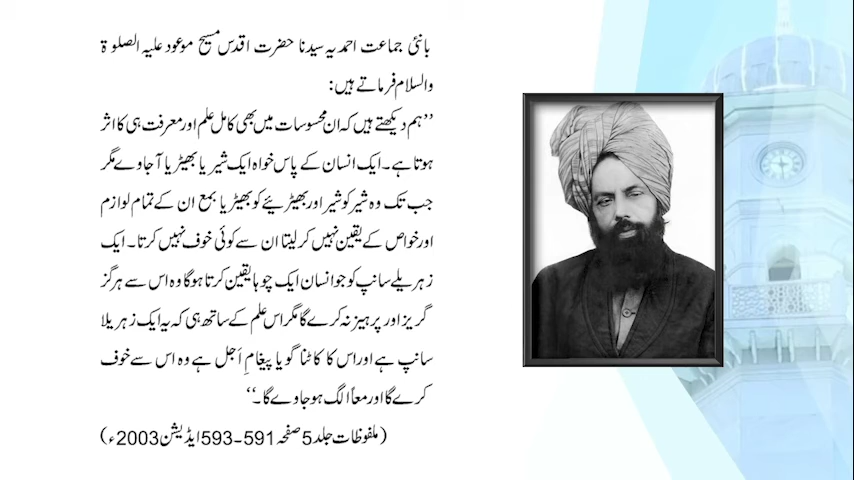 بانئی جماعت احمدیہ سیدنا حضرت اقدس مسیح موعود علیہ الصلوۃ
والسلام فرماتے ہیں:
’’ہم دیکھتے ہیں کہ ان محسوسات میں بھی کامل علم اور معرفت ہی کا اثر
ہوتا ہے۔ ایک انسان کے پاس خواہ ایک شیر یا بھیڑیا آ جاوے مگر
جب تک وہ شیر کو شیر اور بھیڑیئے کو بھیڑیا بمع ان کے تمام لوازم
اور خواص کے یقین نہیں کر لیتا ان سے کوئی خوف نہیں کرتا۔ ایک
زہریلے سانپ کو جو انسان ایک چوہا یقین کرتا ہوگا وہ اس سے ہرگز
گریز اور پرہیز نہ کرے گا مگر اس علم کے ساتھ ہی کہ یہ ایک زہریلا
سانپ ہے اور اس کا کاٹنا گویا پیغامِ اَجل ہے وہ اس سے خوف
کرے گا اور معاً الگ ہو جاوے گا۔‘‘
(ملفوظات جلد 5 صفحہ 591-593 ایڈیشن 2003ء)